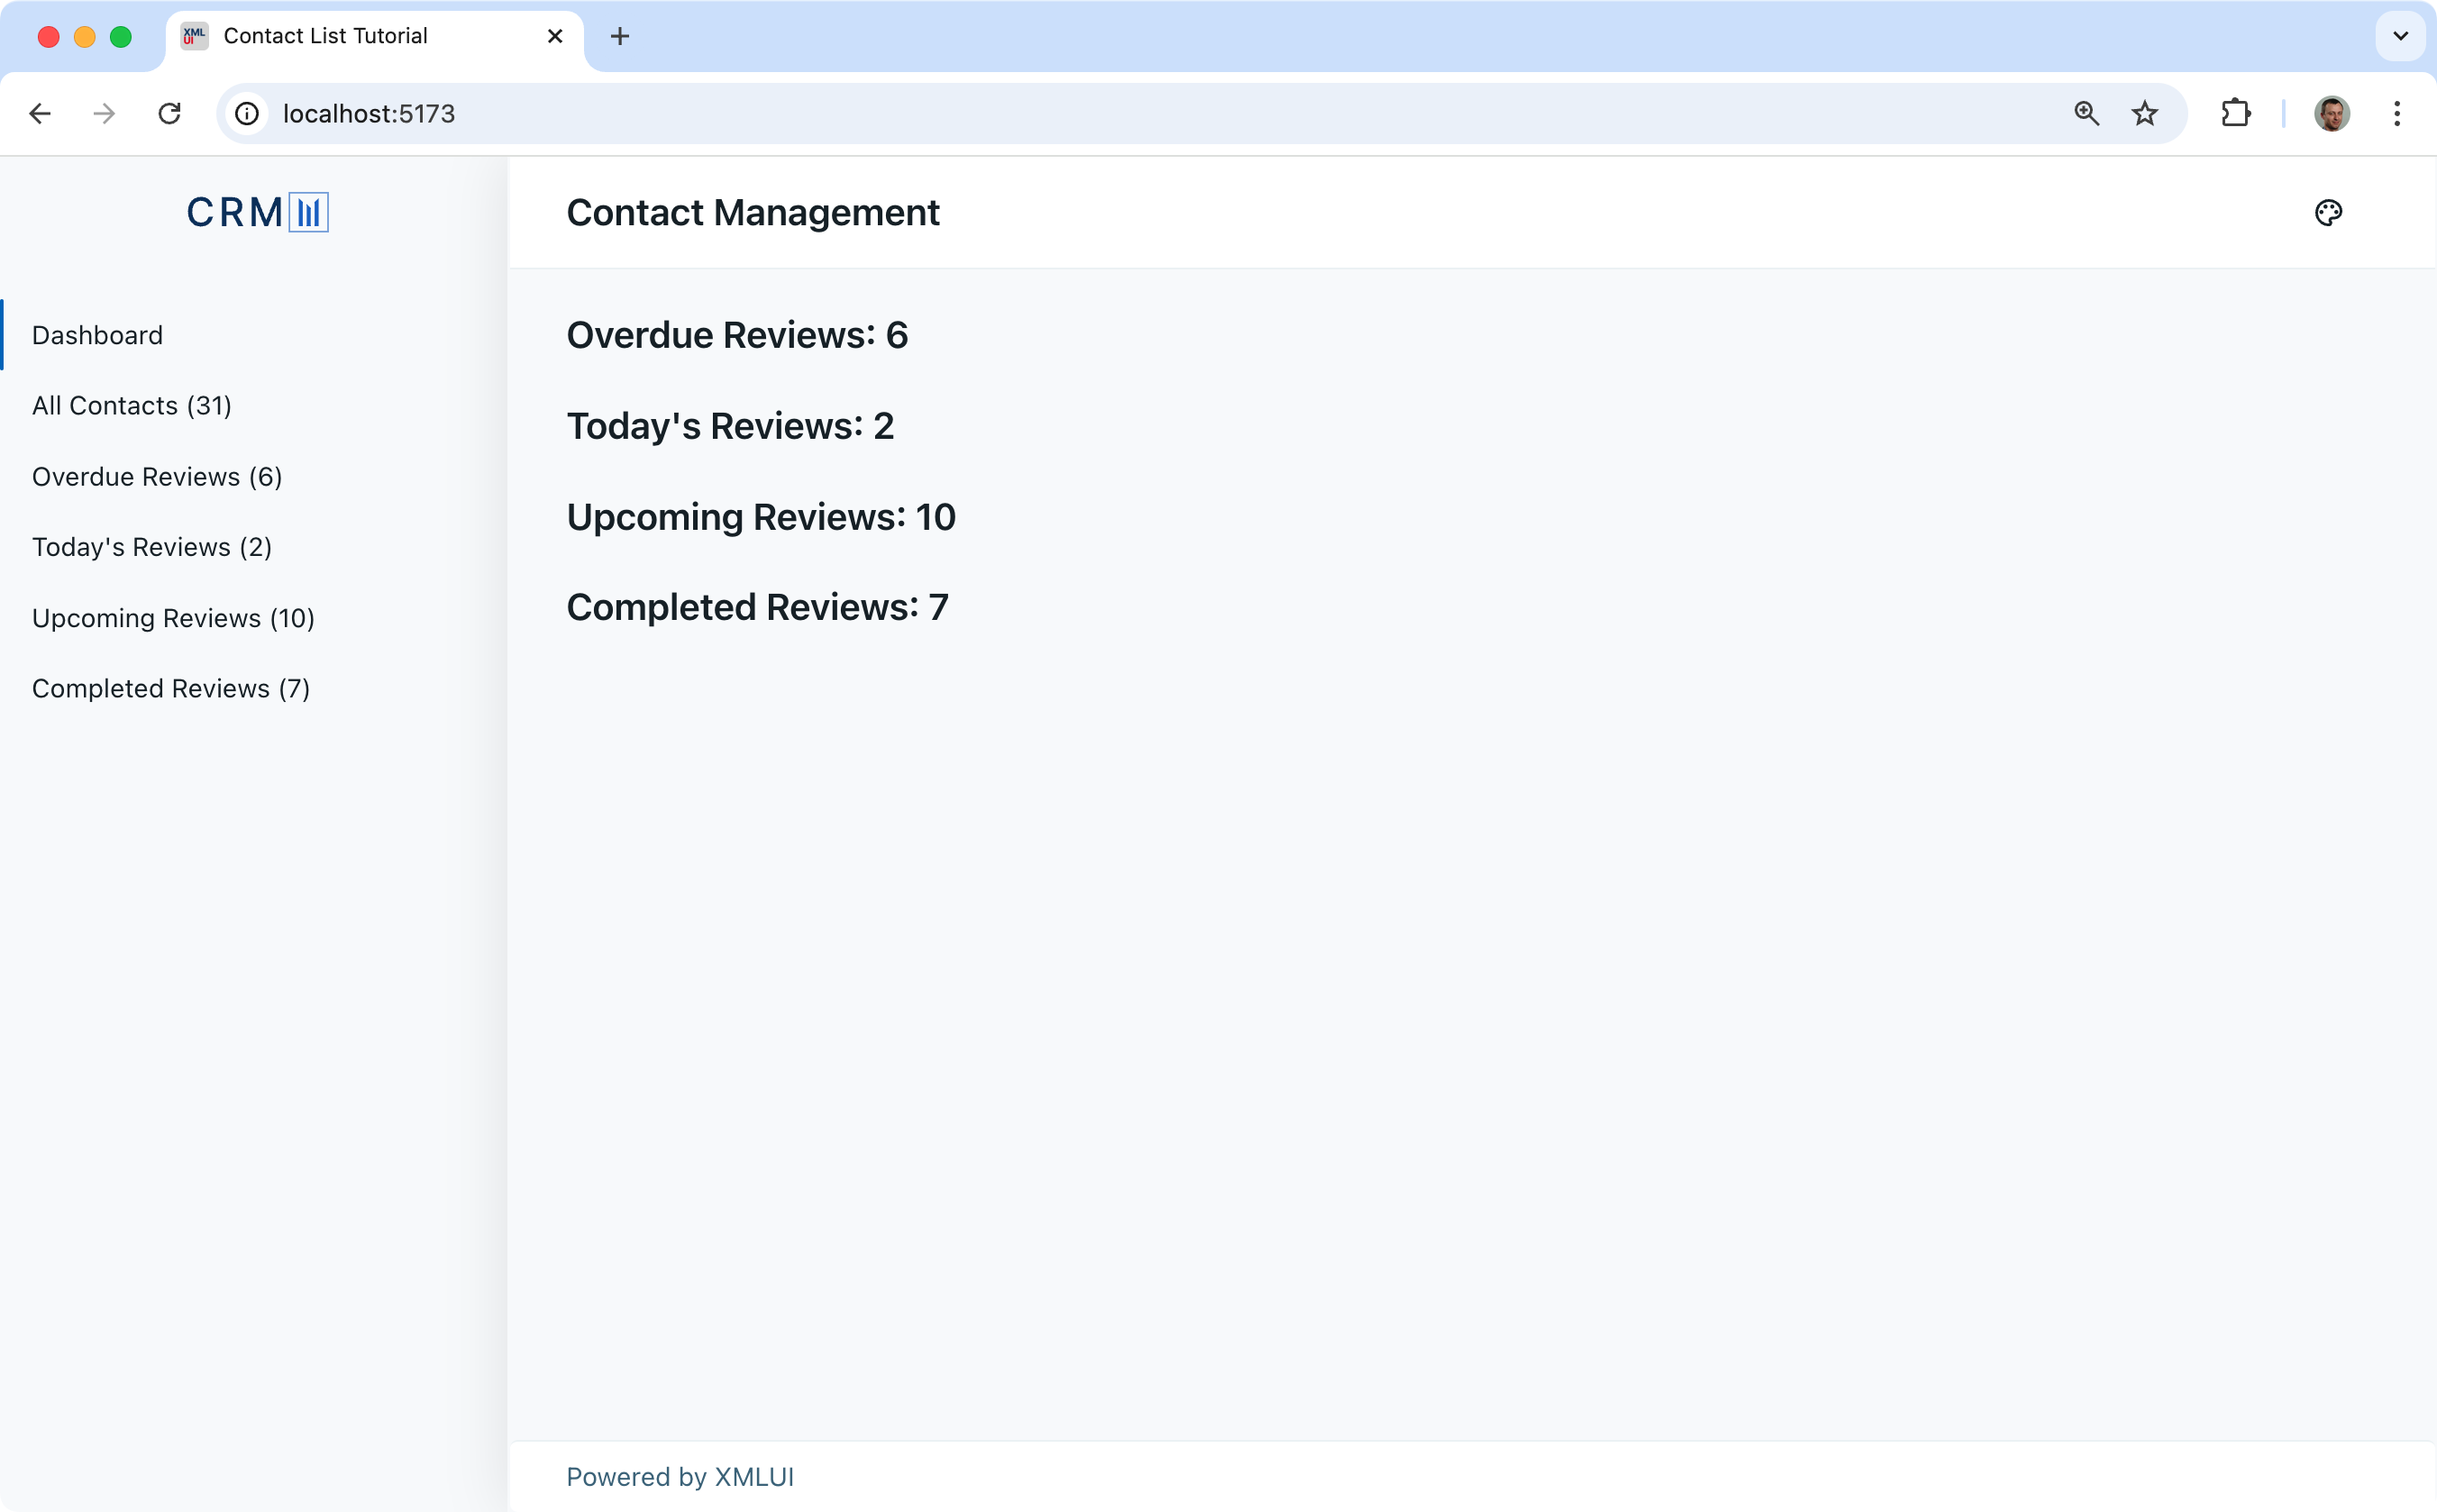 XML
UI
Contact List Tutorial
localhost:5173
CRM
Contact Management
Dashboard
All Contacts (31)
Overdue Reviews (6)
Today's Reviews (2)
Upcoming Reviews (10)
Completed Reviews (7)
Overdue Reviews: 6
Today's Reviews: 2
Upcoming Reviews: 10
Completed Reviews: 7
Powered by XMLUI